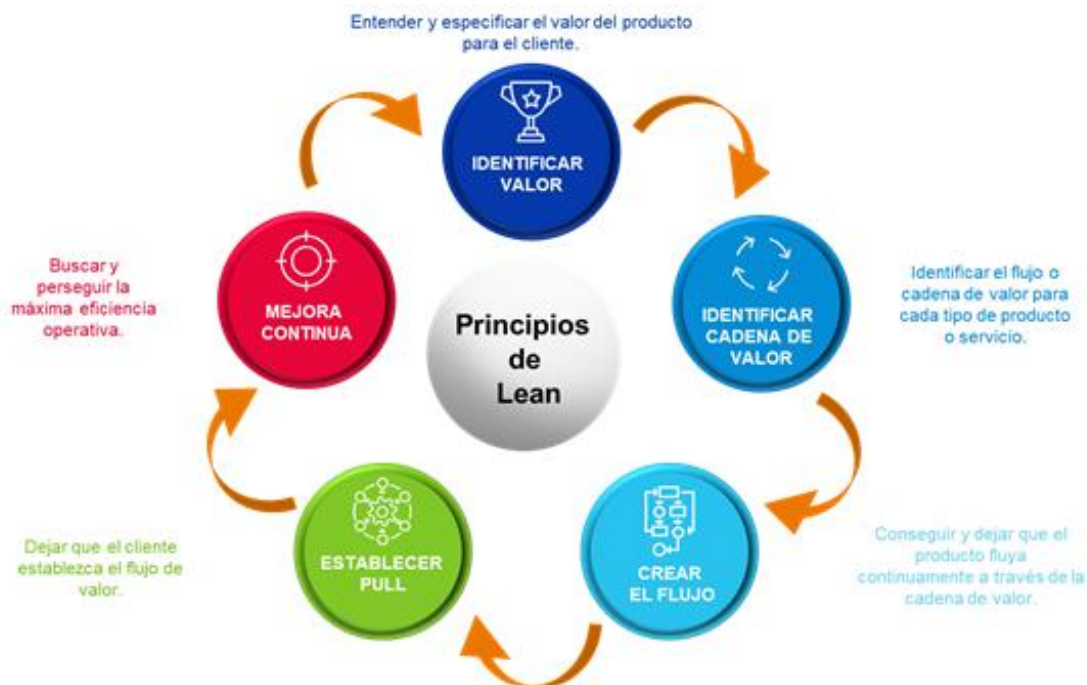 Entender y especificar el valor del producto
para el cliente.
IDENTIFICAR
VALOR
Identificar el flujo o
cadena de valor para
cada tipo de producto
o servicio.
IDENTIFICAR
CADENA DE
VALOR
Conseguir y dejar que el
producto fluya
continuamente a través de la
cadena de valor.
CREAR
EL FLUJO
Dejar que el cliente
establezca el flujo de
valor.
ESTABLECER
PULL
Buscar y
perseguir la
máxima eficiencia
operativa.
MEJORA
CONTINUA
Principios
de
Lean